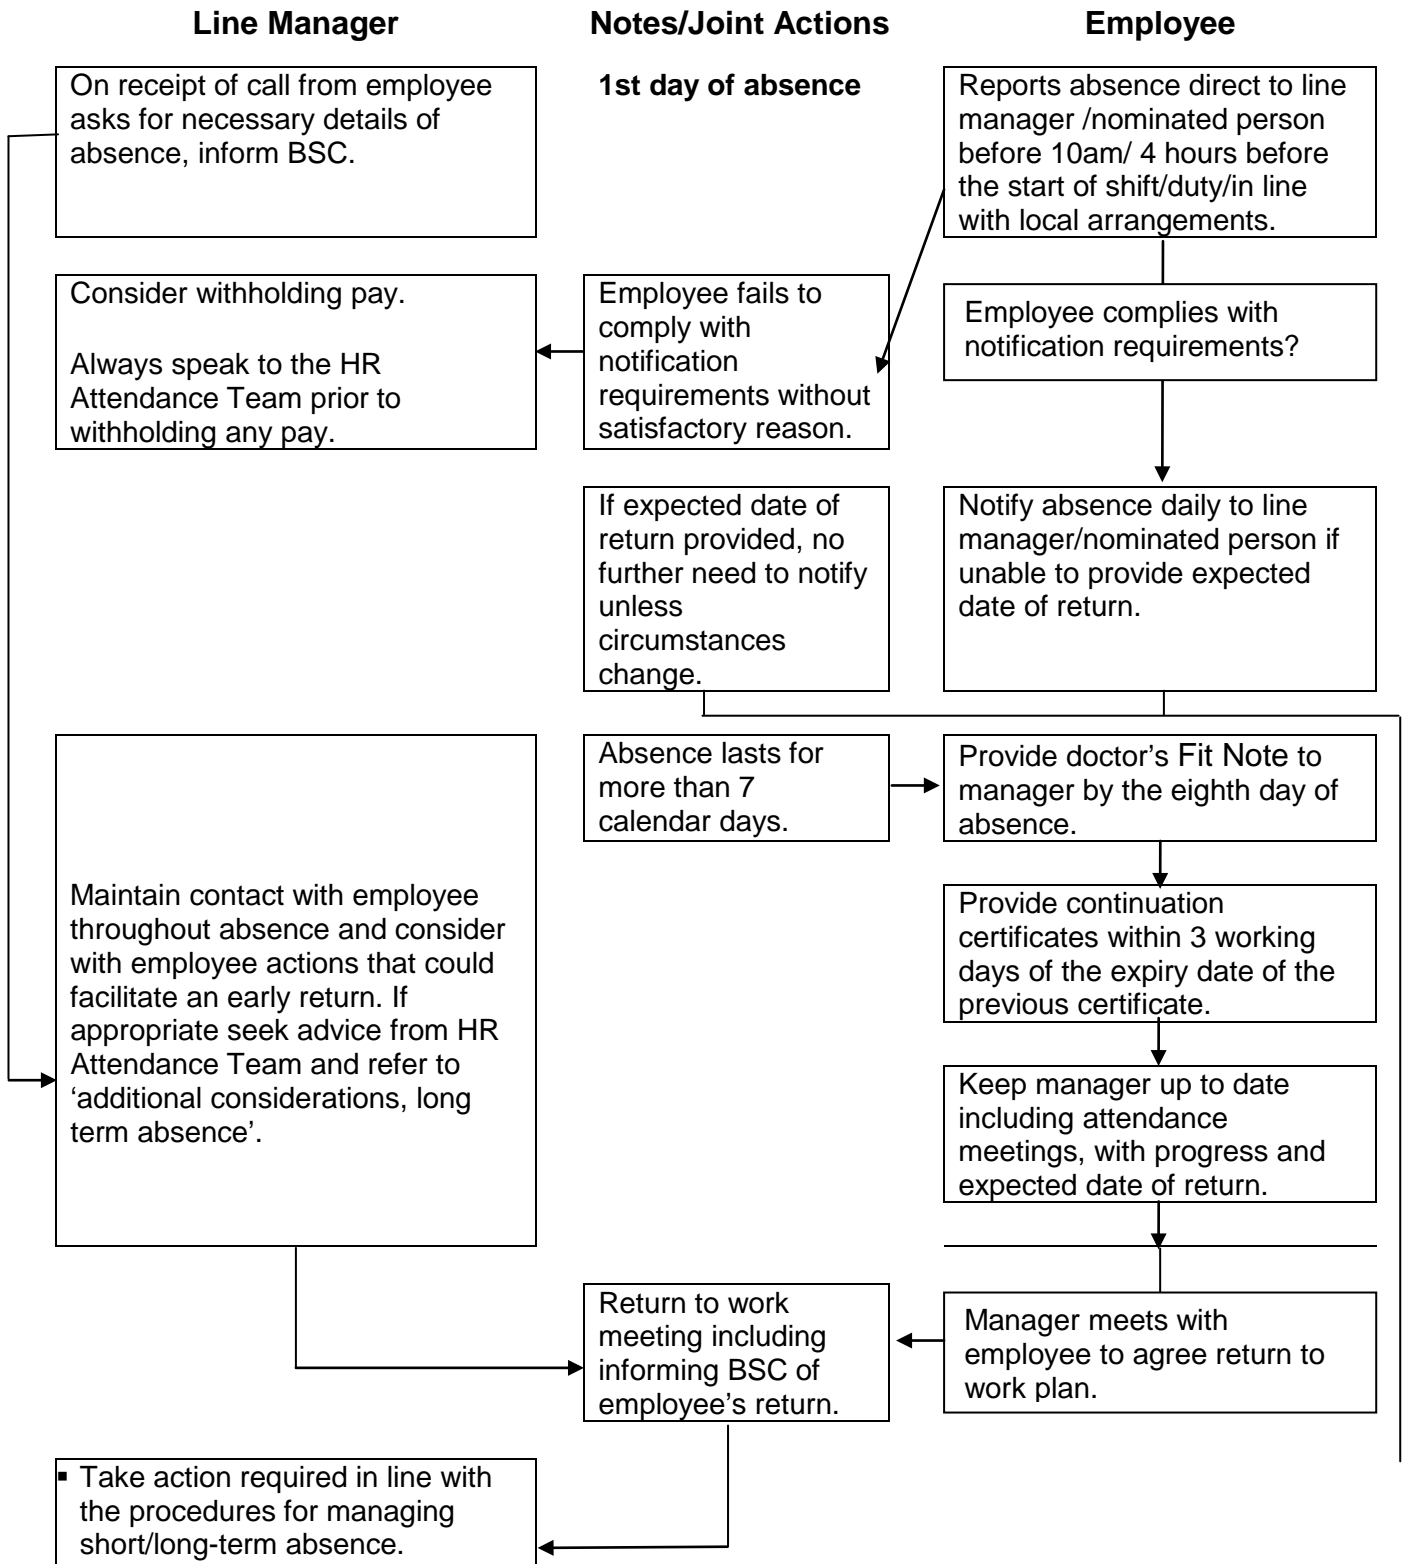 Line Manager
Notes/Joint Actions
Employee
On receipt of call from employee
asks for necessary details of
absence, inform BSC.
1st day of absence
Reports absence direct to line
manager /nominated person
before 10am/ 4 hours before
the start of shift/duty/in line
with local arrangements.
Consider withholding pay.
Always speak to the HR
Attendance Team prior to
withholding any pay.
Employee fails to
comply with
notification
requirements without
satisfactory reason.
Employee complies with
notification requirements?
If expected date of
return provided, no
further need to notify
unless
circumstances
change.
Notify absence daily to line
manager/nominated person if
unable to provide expected
date of return.
Absence lasts for
more than 7
calendar days.
Provide doctor’s Fit Note to
manager by the eighth day of
absence.
Maintain contact with employee
throughout absence and consider
with employee actions that could
facilitate an early return. If
appropriate seek advice from HR
Attendance Team and refer to
‘additional considerations, long
term absence’.
Provide continuation
certificates within 3 working
days of the expiry date of the
previous certificate.
Keep manager up to date
including attendance
meetings, with progress and
expected date of return.
Return to work
meeting including
informing BSC of
employee’s return.
Manager meets with
employee to agree return to
work plan.
▪ Take action required in line with
the procedures for managing
short/long-term absence.